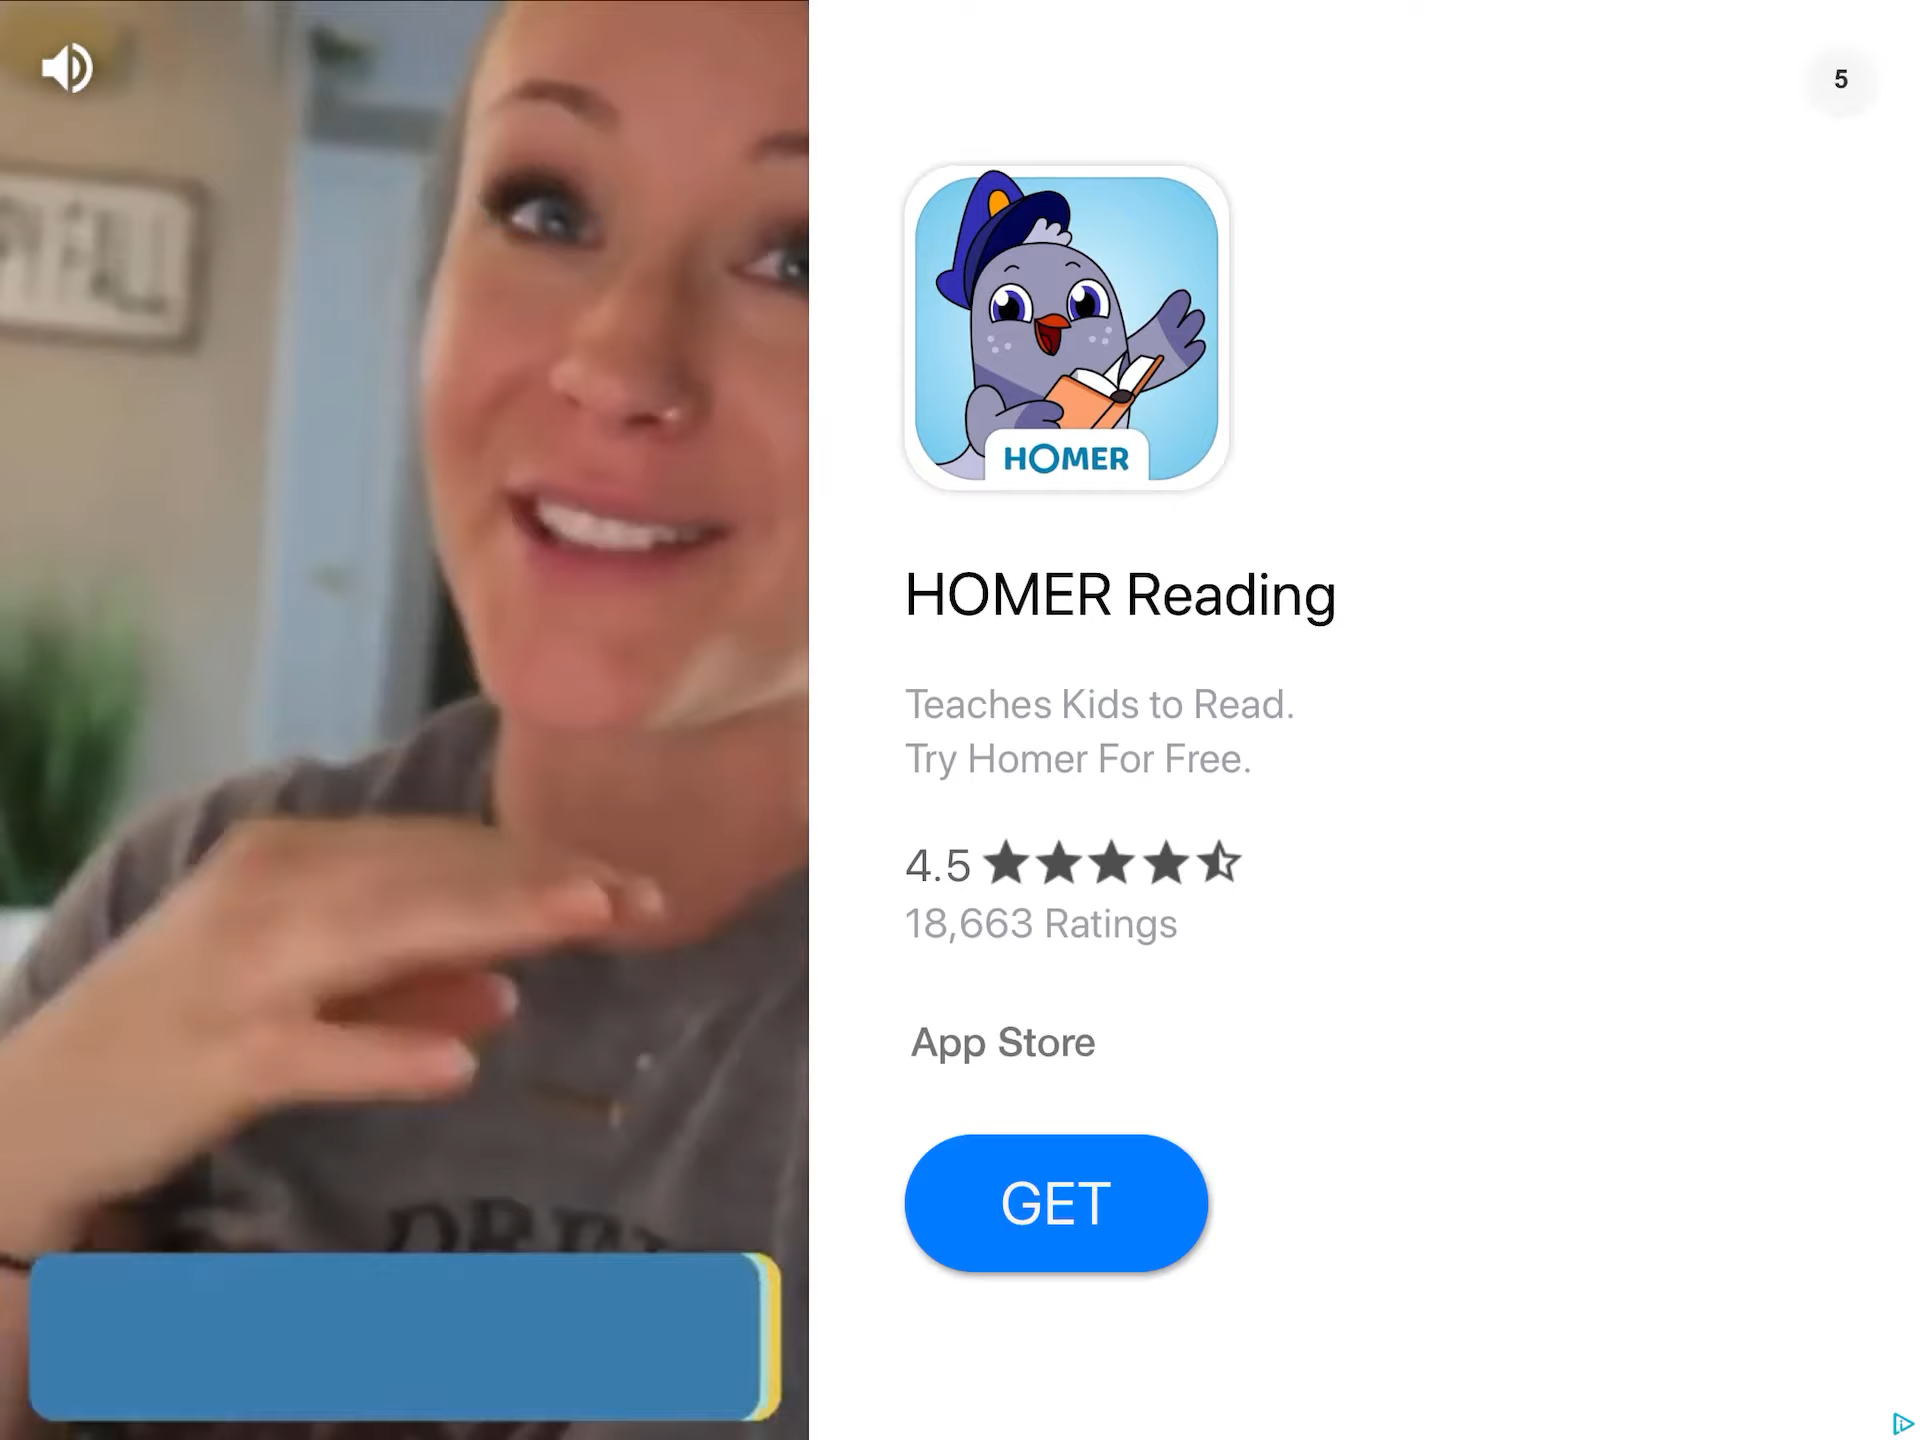 5
HOMER
HOMER Reading
Teaches Kids to Read.
Try Homer For Free.
4.5
18,663 Ratings
App Store
GET